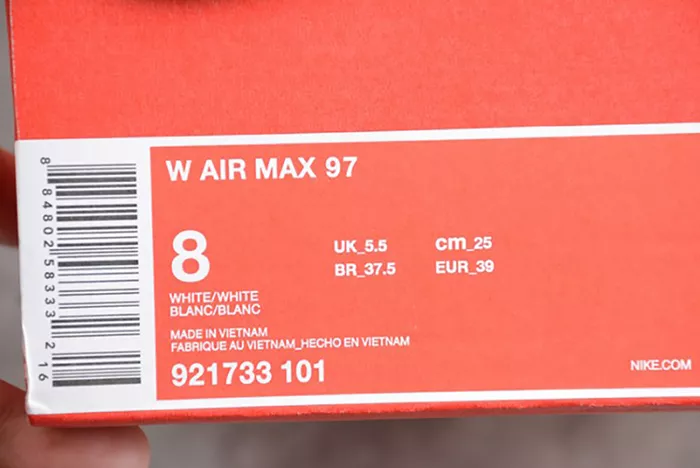 W AIR MAX 97
8
UK_5.5 cm_25
BR_37.5 EUR_39
WHITE/WHITE
BLANC/BLANC
MADE IN VIETNAM
FABRIQUE AU VIETNAM_HECHO EN VIETNAM
921733 101
NIKE.COM
8 84802 58333 2 16